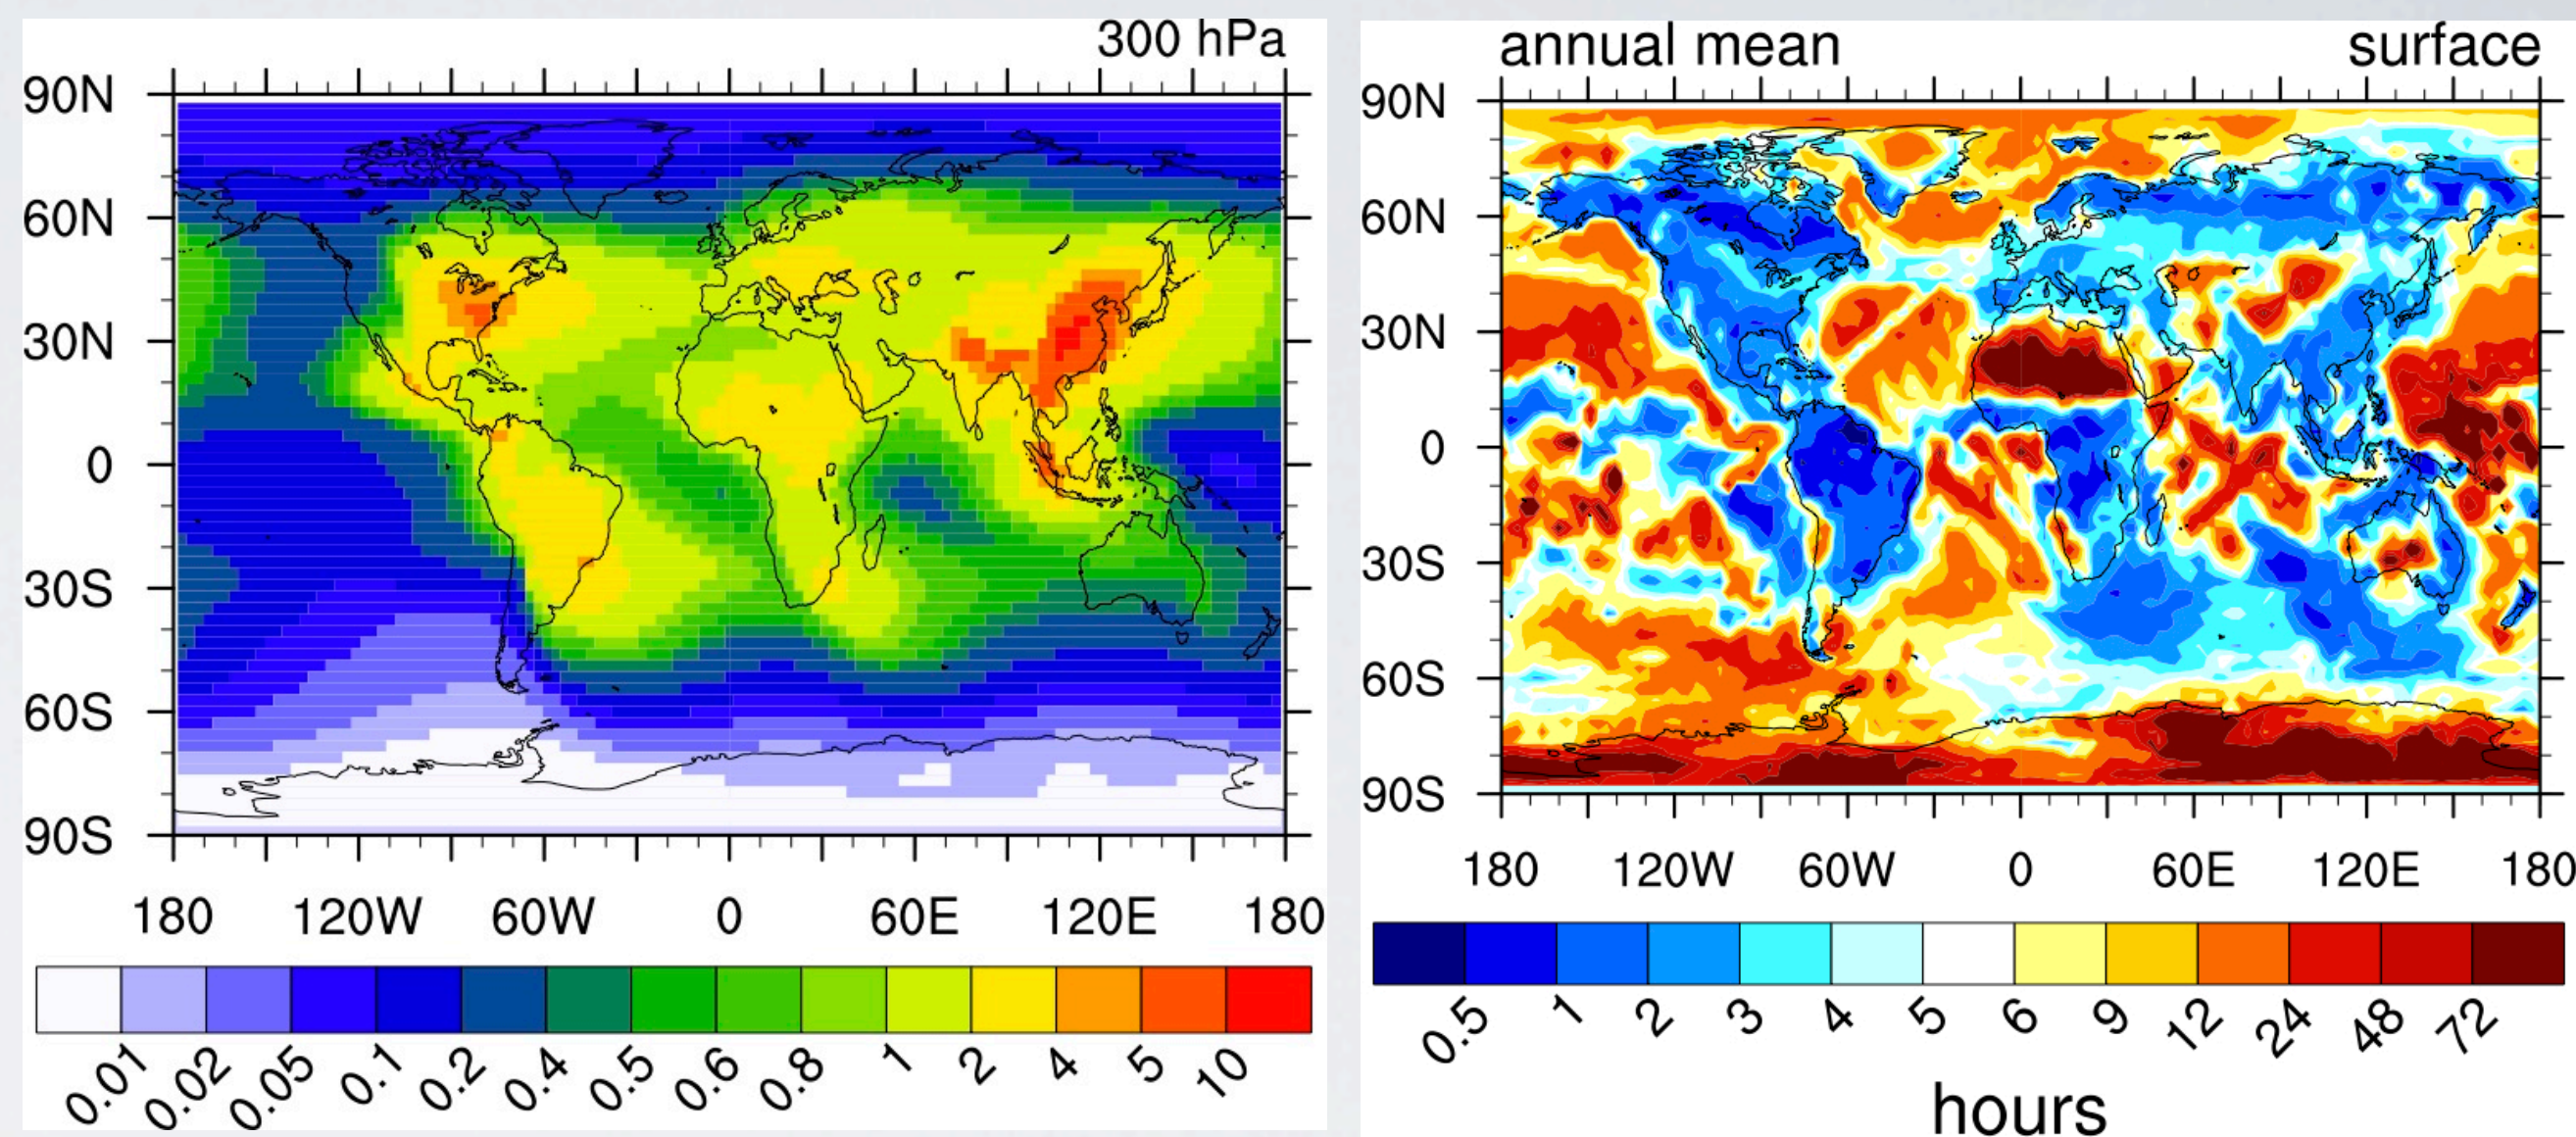 300 hPa
90N
60N
30N
0
30S
60S
90S
180 120W 60W 0 60E 120E 180
0.01 0.02 0.05 0.1 0.2 0.4 0.5 0.6 0.8 1 2 4 5 10
annual mean surface
90N
60N
30N
0
30S
60S
90S
180 120W 60W 0 60E 120E 180
0.5 1 2 3 4 5 6 9 12 24 48 72
hours